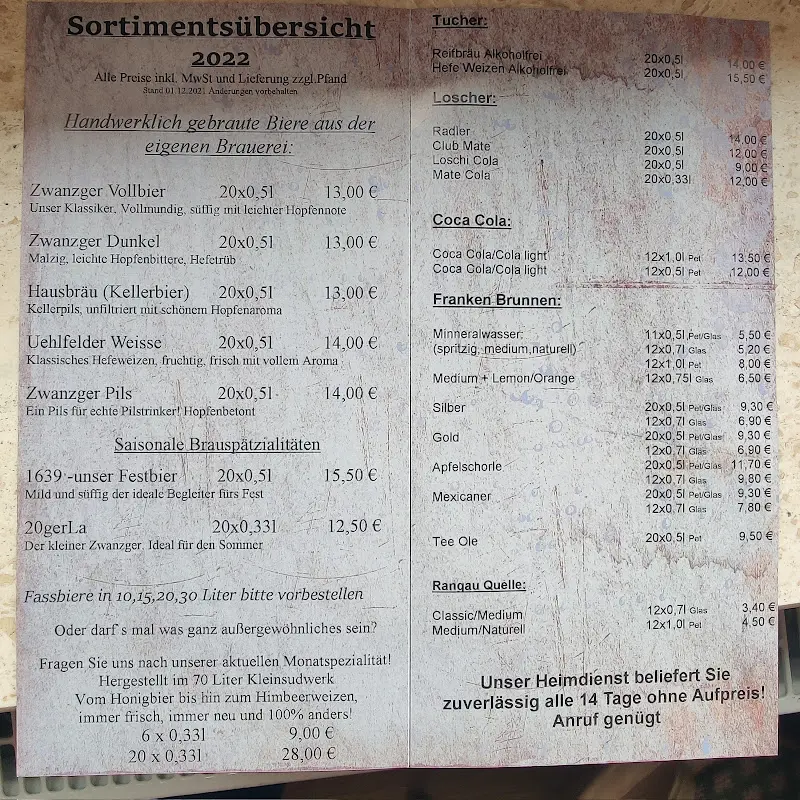 Sortimentsübersicht
2022
Alle Preise inkl. MwSt und Lieferung zzgl.Pfand
Stand 01.12.2021 Änderungen vorbehalten
Handwerklich gebraute Biere aus der
eigenen Brauerei:
Zwanzger Vollbier 20x0,5l 13,00 €
Unser Klassiker, Vollmundig, süffig mit leichter Hopfennote
Zwanzger Dunkel 20x0,5l 13,00 €
Malzig, leichte Hopfenbittere, Hefetrüb
Hausbräu (Kellerbier) 20x0,5l 13,00 €
Kellerpils, unfiltriert mit schönem Hopfenaroma
Uehlfelder Weisse 20x0,5l 14,00 €
Klassisches Hefeweizen, fruchtig, frisch mit vollem Aroma
Zwanzger Pils 20x0,5l 14,00 €
Ein Pils für echte Pilstrinker! Hopfenbetont
Saisonale Brauspätzialitäten
1639 -unser Festbier 20x0,5l 15,50 €
Mild und süffig der ideale Begleiter fürs Fest
20gerLa 20x0,33l 12,50 €
Der kleiner Zwanzger. Ideal für den Sommer
Fassbiere in 10,15,20,30 Liter bitte vorbestellen
Oder darf`s mal was ganz außergewöhnliches sein?
Fragen Sie uns nach unserer aktuellen Monatspezialität!
Hergestellt im 70 Liter Kleinsudwerk
Vom Honigbier bis hin zum Himbeerweizen,
immer frisch, immer neu und 100% anders!
6 x 0,33l 9,00 €
20 x 0,33l 28,00 €
Tucher:
Reifbräu Alkoholfrei 20x0,5l 14,00 €
Hefe Weizen Alkoholfrei 20x0,5l 15,50 €
Loscher:
Radler 20x0,5l 14,00 €
Club Mate 20x0,5l 12,00 €
Loschi Cola 20x0,5l 9,00 €
Mate Cola 20x0,33l 12,00 €
Coca Cola:
Coca Cola/Cola light 12x1,0l Pet 13,50 €
Coca Cola/Cola light 12x0,5l Pet 12,00 €
Franken Brunnen:
Minneralwasser: 11x0,5l Pet/Glas 5,50 €
(spritzig, medium,naturell) 12x0,7l Glas 5,20 €
12x1,0l Pet 8,00 €
Medium + Lemon/Orange 12x0,75l Glas 6,50 €
Silber 20x0,5l Pet/Glas 9,30 €
12x0,7l Glas 6,90 €
Gold 20x0,5l Pet/Glas 9,30 €
12x0,7l Glas 6,90 €
Apfelschorle 20x0,5l Pet/Glas 11,70 €
12x0,7l Glas 9,80 €
Mexicaner 20x0,5l Pet/Glas 9,30 €
12x0,7l Glas 7,80 €
Tee Ole 20x0,5l Pet 9,50 €
Rangau Quelle:
Classic/Medium 12x0,7l Glas 3,40 €
Medium/Naturell 12x1,0l Pet 4,50 €
Unser Heimdienst beliefert Sie
zuverlässig alle 14 Tage ohne Aufpreis!
Anruf genügt